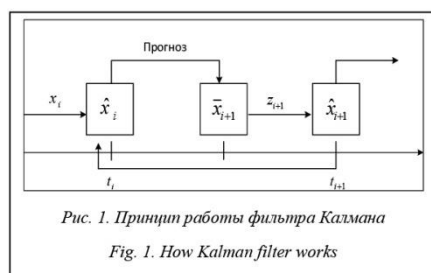 Прогноз
x_i x̂_i x̄_{i+1} z_{i+1} x̂_{i+1}
t_i t_{i+1}
Рис. 1. Принцип работы фильтра Калмана
Fig. 1. How Kalman filter works